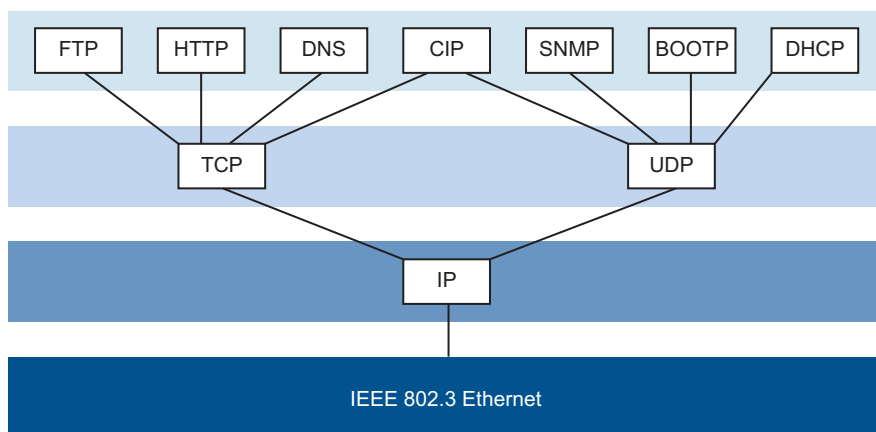 FTP HTTP DNS CIP SNMP BOOTP DHCP
TCP UDP
IP
IEEE 802.3 Ethernet